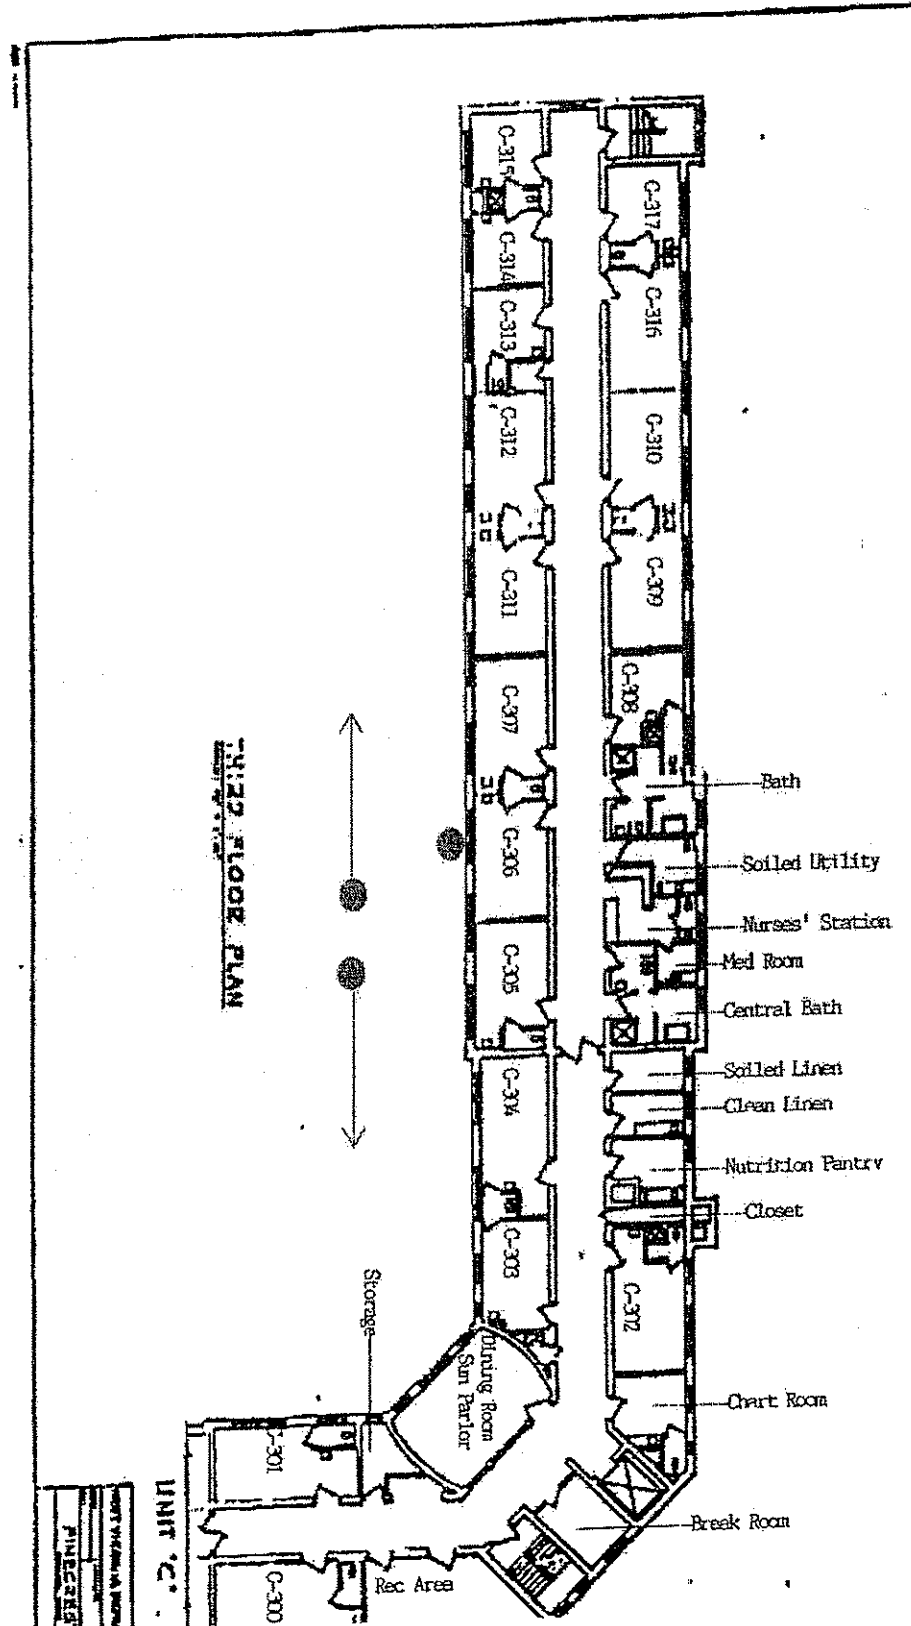 C-315
C-317
C-314
C-316
C-313
C-312
C-310
C-311
C-309
C-308
C-307
Bath
C-306
Soiled Utility
Nurses' Station
Med Room
C-305
Central Bath
Soiled Linen
C-304
Clean Linen
Nutrition Pantry
Closet
C-303
C-302
Storage
Dining Room
Sun Parlor
Chart Room
C-301
Break Room
Rec Area
C-300
FLOOR PLAN
UNIT "C"